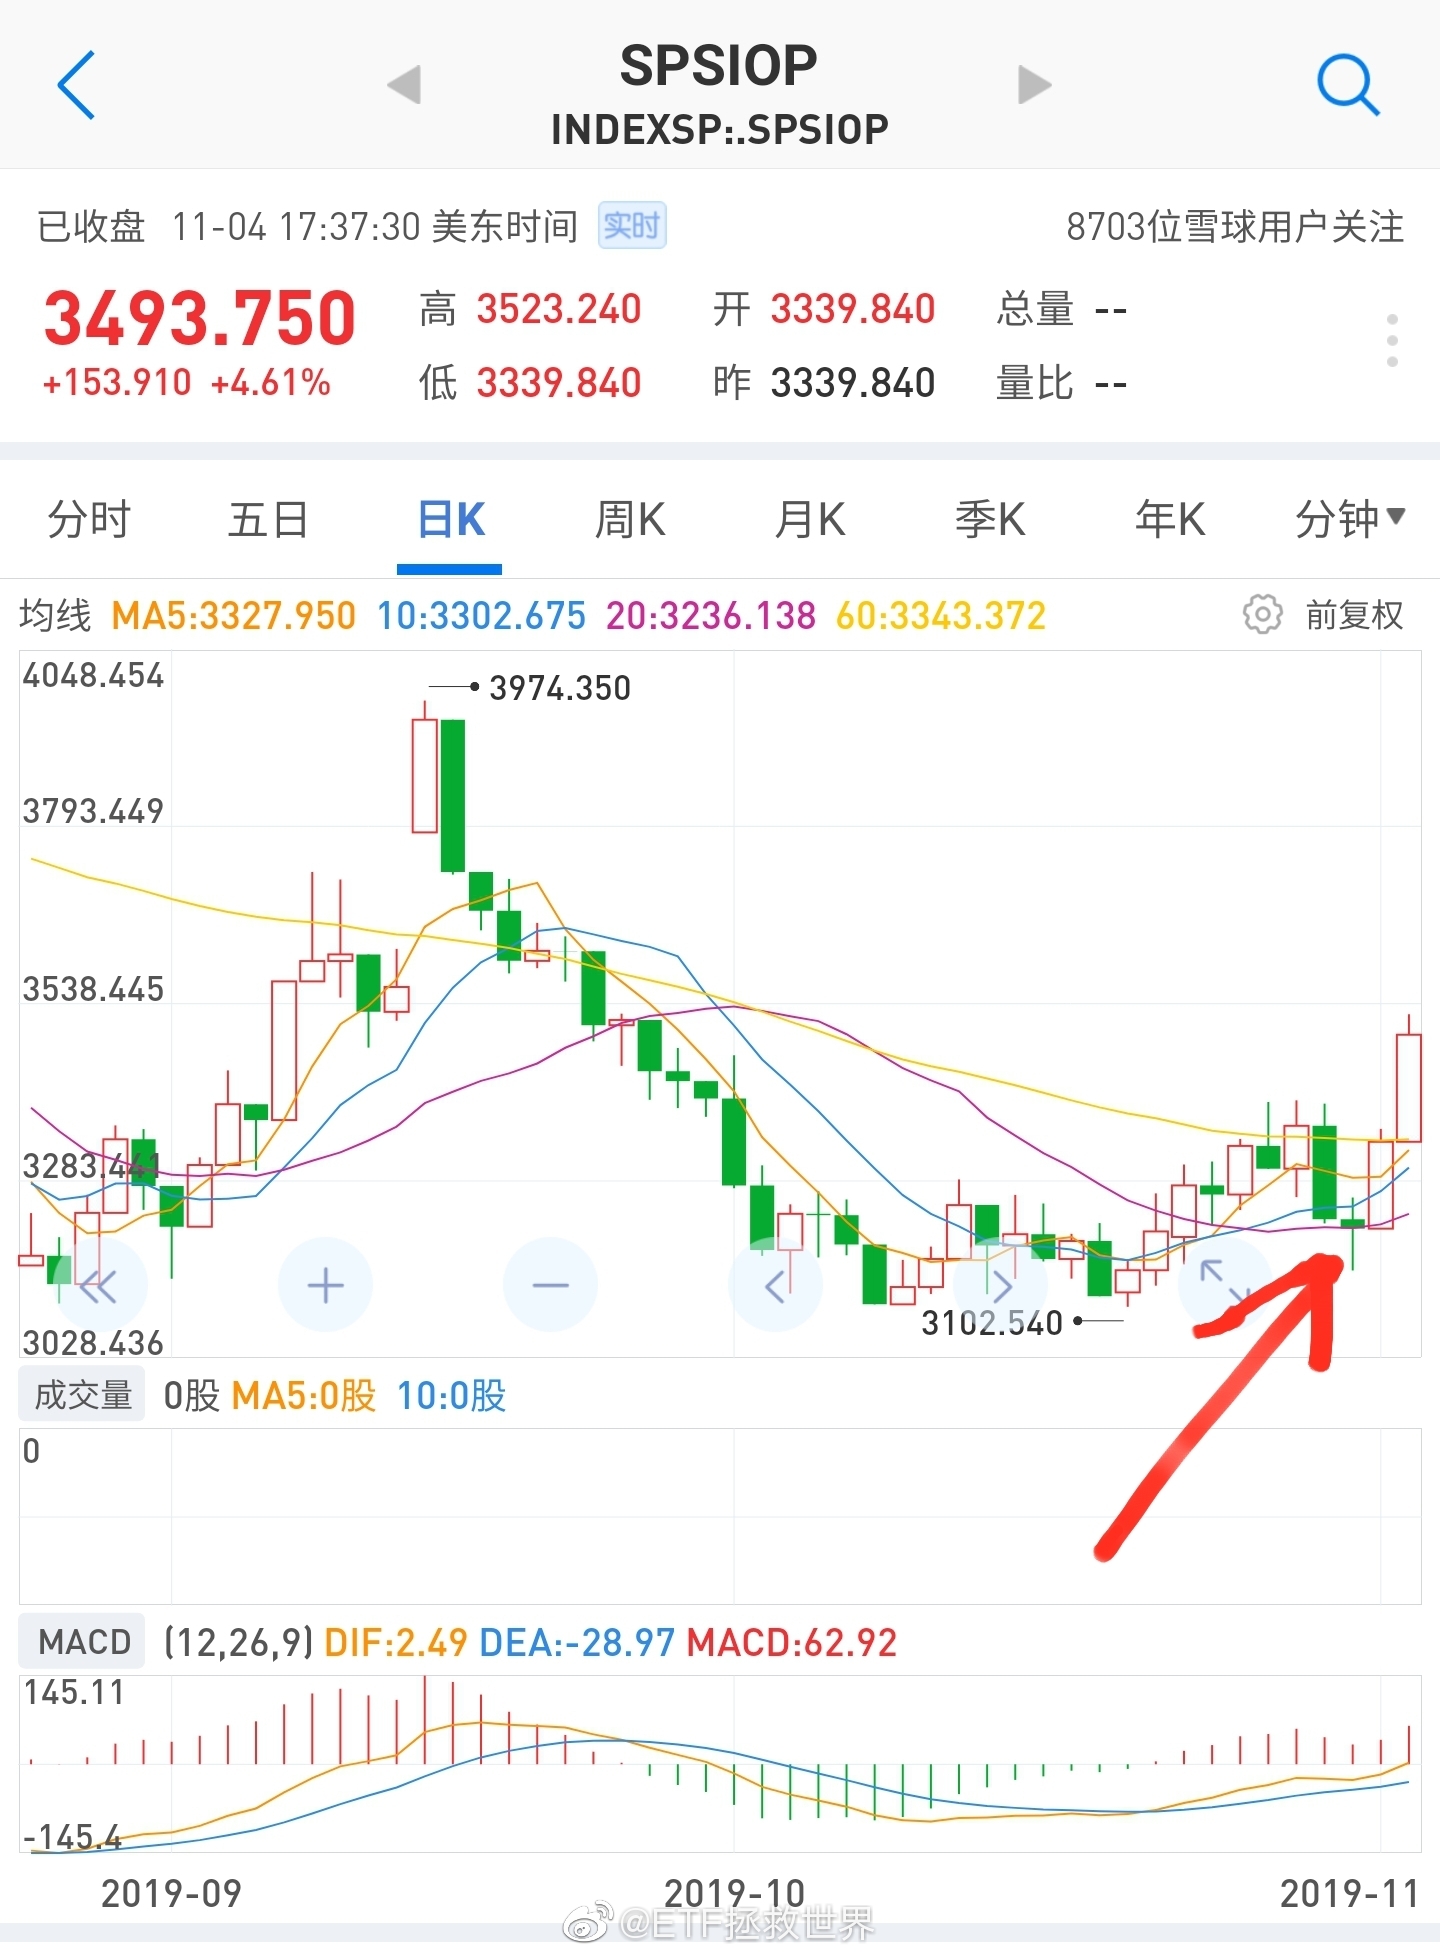 SPSIOP
INDEXSP:.SPSIOP
已收盘 11-04 17:37:30 美东时间 实时 8703位雪球用户关注
3493.750 高 3523.240 开 3339.840 总量 --
+153.910 +4.61% 低 3339.840 昨 3339.840 量比 --
分时 五日 日K 周K 月K 季K 年K 分钟
均线 MA5:3327.950 10:3302.675 20:3236.138 60:3343.372 前复权
4048.454
3974.350
3793.449
3538.445
3283.441
3102.540
3028.436
成交量 0股 MA5:0股 10:0股
0
MACD (12,26,9) DIF:2.49 DEA:-28.97 MACD:62.92
145.11
-145.4
2019-09 2019-10 2019-11
@ETF拯救世界